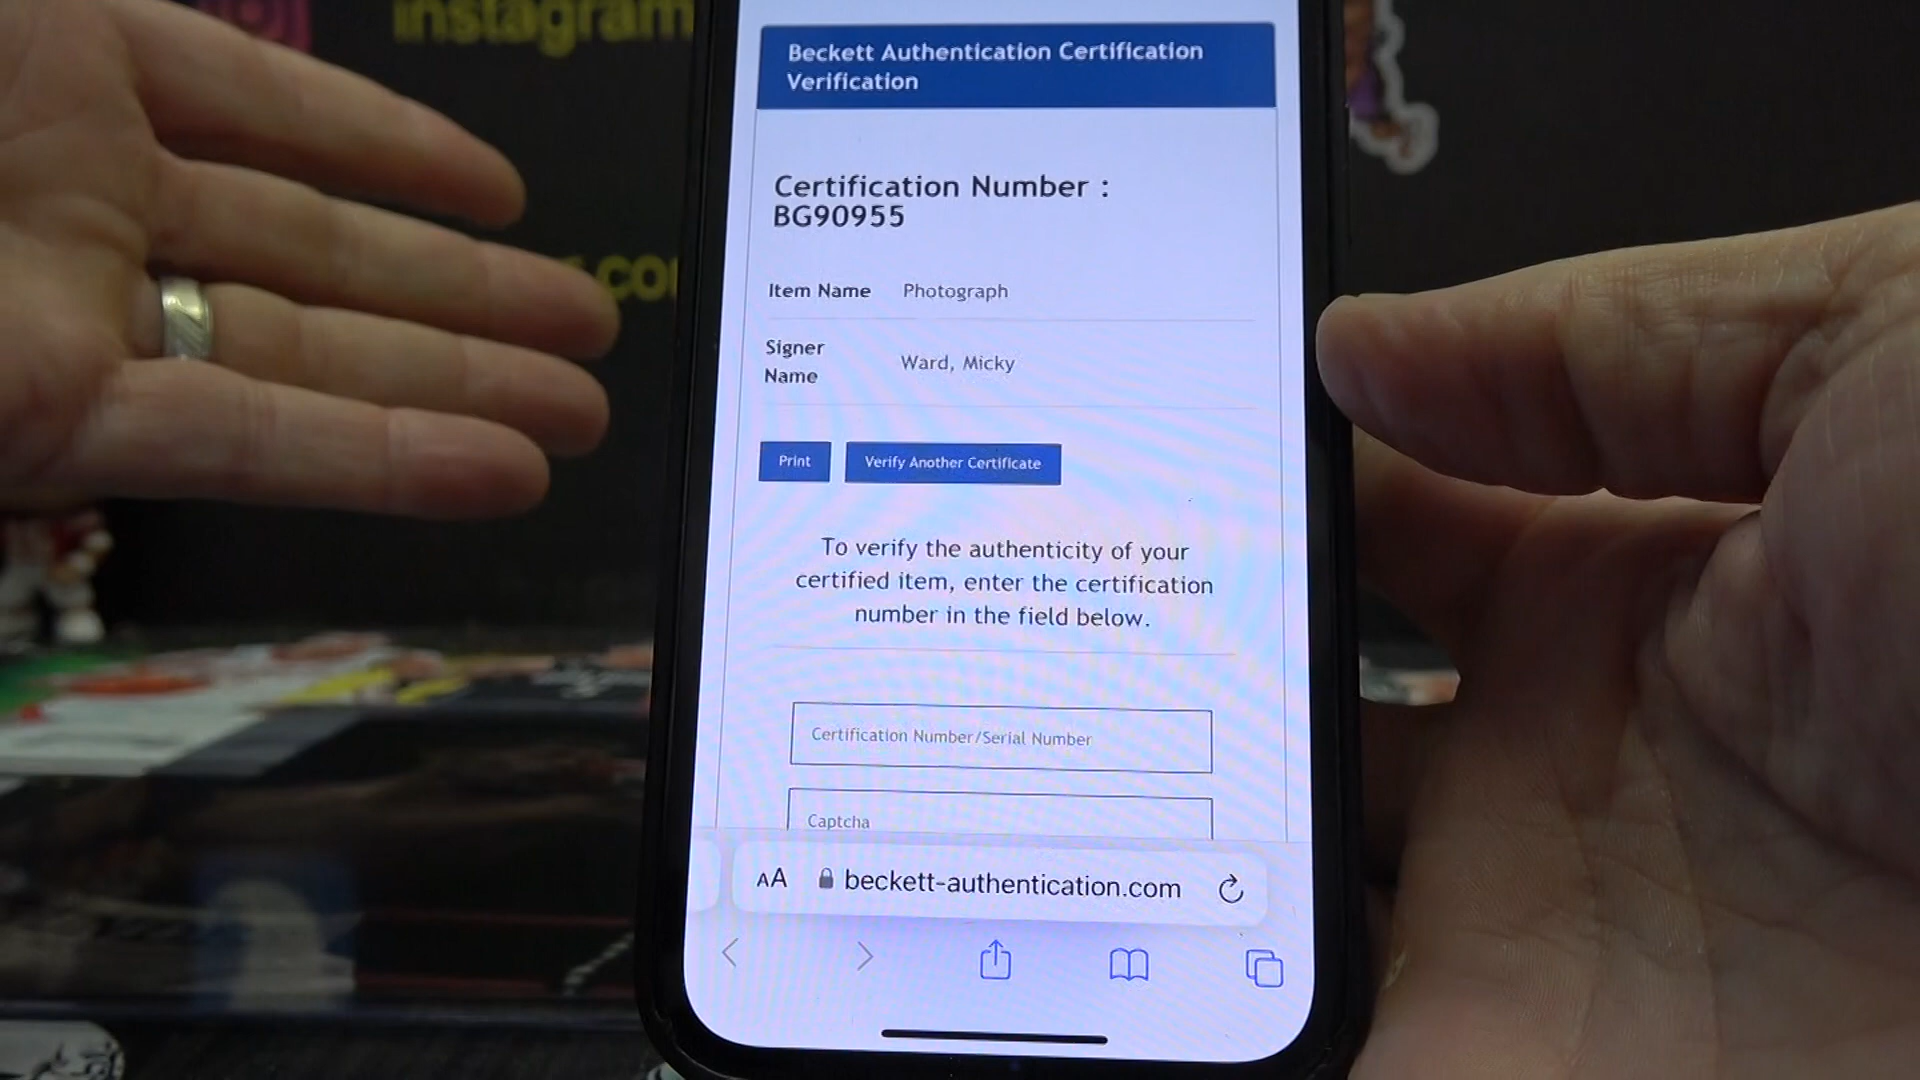 instagram
.co
Beckett Authentication Certification
Verification
Certification Number :
BG90955
Item Name Photograph
Signer
Name
Ward, Micky
Print Verify Another Certificate
To verify the authenticity of your
certified item, enter the certification
number in the field below.
Certification Number/Serial Number
Captcha
AA beckett-authentication.com